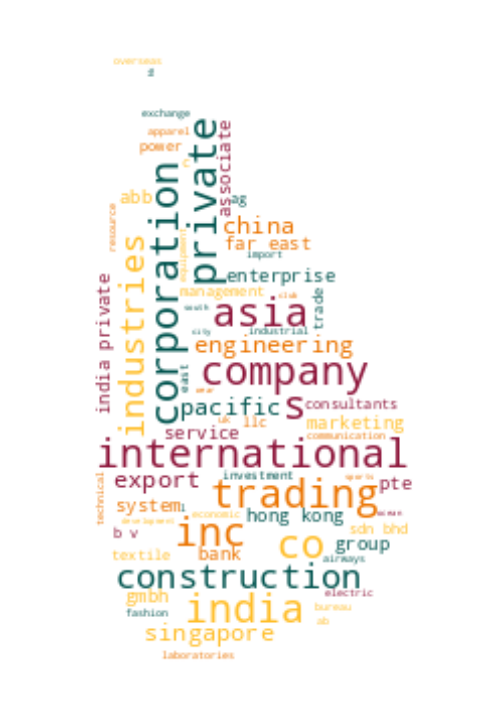 overseas
#
exchange
apparel
power
c
private
corporation
associate
abb
ag
resource
china
far east
equipment
import
industries
enterprise
management
club
trade
south
asia
india private
city
industrial
engineering
company
east
wear
pacific
s
consultants
uk
llc
marketing
service
communication
international
export
investment
sports
technical
trading
pte
system
economic
hong kong
ocean
development
inc
sdn bhd
b v
co
group
textile
bank
airways
construction
electric
gmbh
india
bureau
fashion
ab
singapore
laboratories